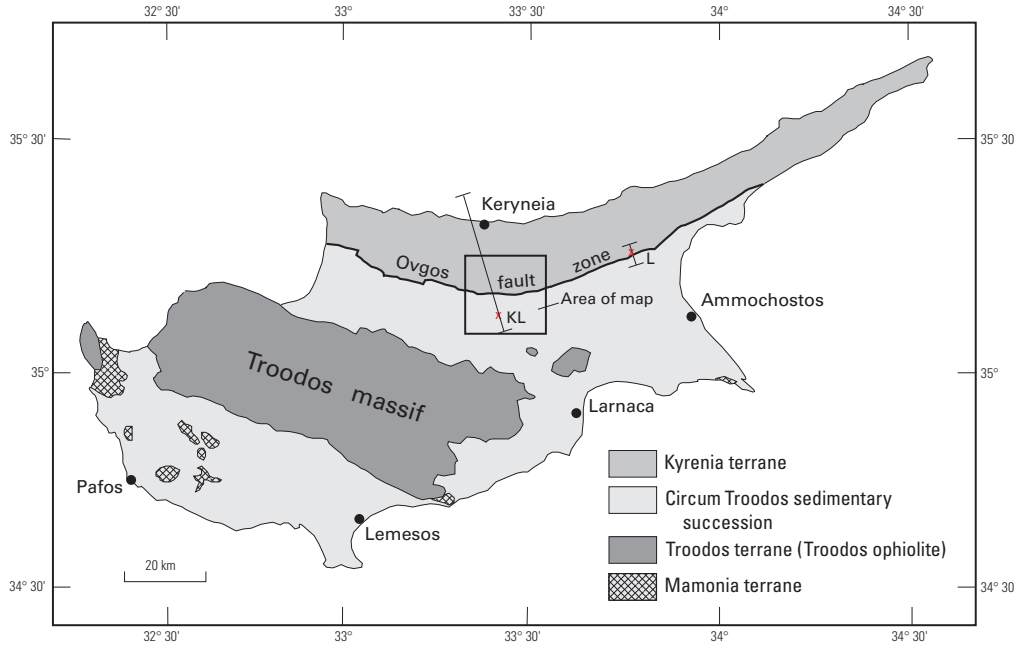 32° 30'
33°
33° 30'
34°
34° 30'
35° 30'
35° 30
Keryneia
Ovgos fault zone
L
Area of map
KL
Ammochostos
35°
35°
Troodos massif
Larnaca
Pafos
Lemesos
Kyrenia terrane
Circum Troodos sedimentary
succession
Troodos terrane (Troodos ophiolite)
Mamonia terrane
20 km
34° 30'
34° 30'
32° 30'
33°
33° 30'
34°
34° 30'